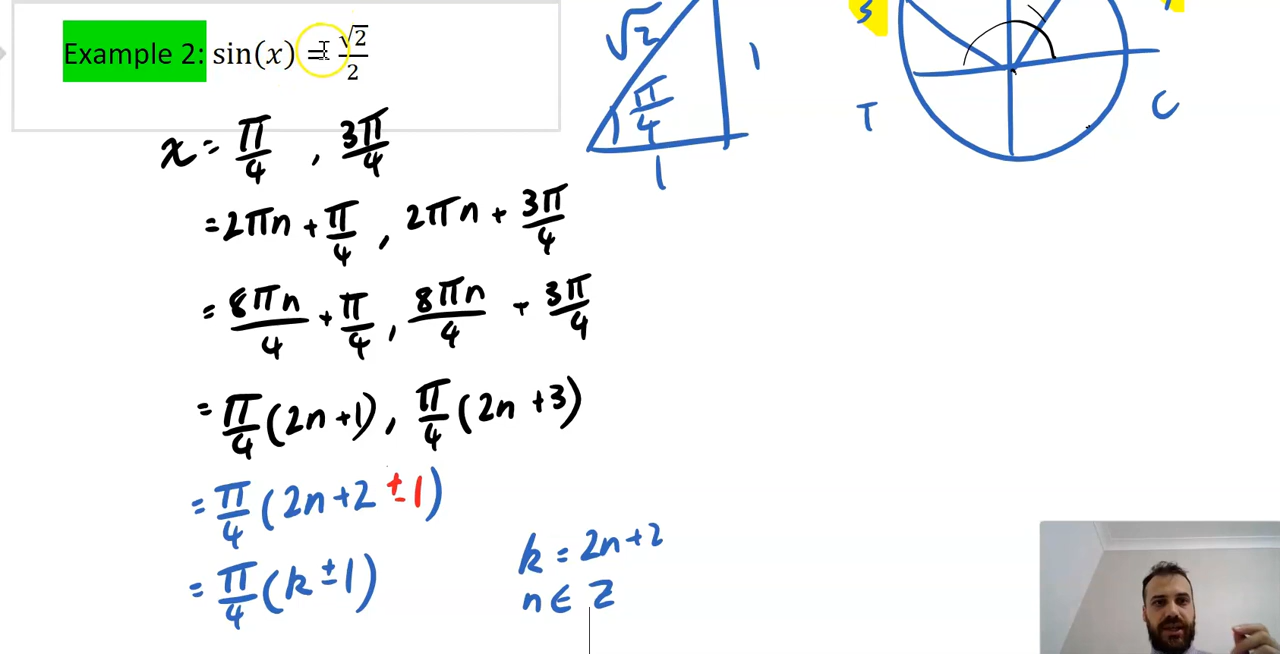 Example 2: sin(x) = √2/2
x = π/4 , 3π/4
= 2πn + π/4 , 2πn + 3π/4
= 8πn/4 + π/4 , 8πn/4 + 3π/4
= π/4 (2n+1) , π/4 (2n+3)
= π/4 (2n+2 ±1)
= π/4 (k±1)
k = 2n+2
n ∈ Z
√2
1
π/4
1
S
T
C